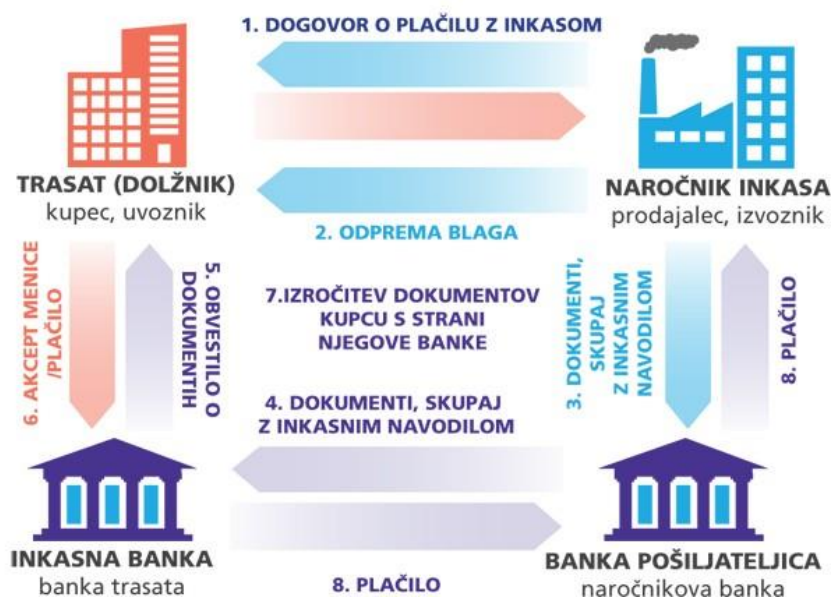 1. DOGOVOR O PLAČILU Z INKASOM
TRASAT (DOLŽNIK)
kupec, uvoznik
NAROČNIK INKASA
prodajalec, izvoznik
2. ODPREMA BLAGA
6. AKCEPT MENICE
/PLAČILO
5. OBVESTILO O
DOKUMENTIH
7.IZROČITEV DOKUMENTOV
KUPCU S STRANI
NJEGOVE BANKE
3. DOKUMENTI,
SKUPAJ
Z INKASNIM
NAVODILOM
8. PLAČILO
4. DOKUMENTI, SKUPAJ
Z INKASNIM NAVODILOM
INKASNA BANKA
banka trasata
8. PLAČILO
BANKA POŠILJATELJICA
naročnikova banka